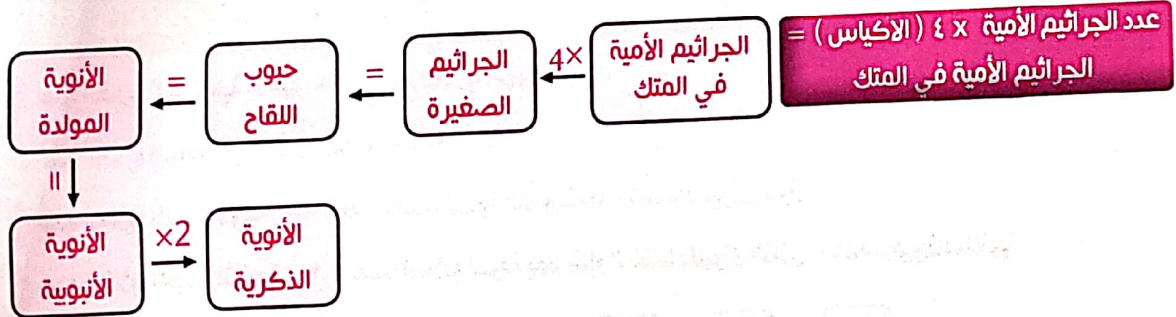 عدد الجراثيم الأمية x ٤ ( الاكياس ) =
الجراثيم الأمية في المتك
الجراثيم الأمية
في المتك
4×
الجراثيم
الصغيرة
=
حبوب
اللقاح
=
الأنوية
المولدة
=
الأنوية
الأنبوبية
×2
الأنوية
الذكرية